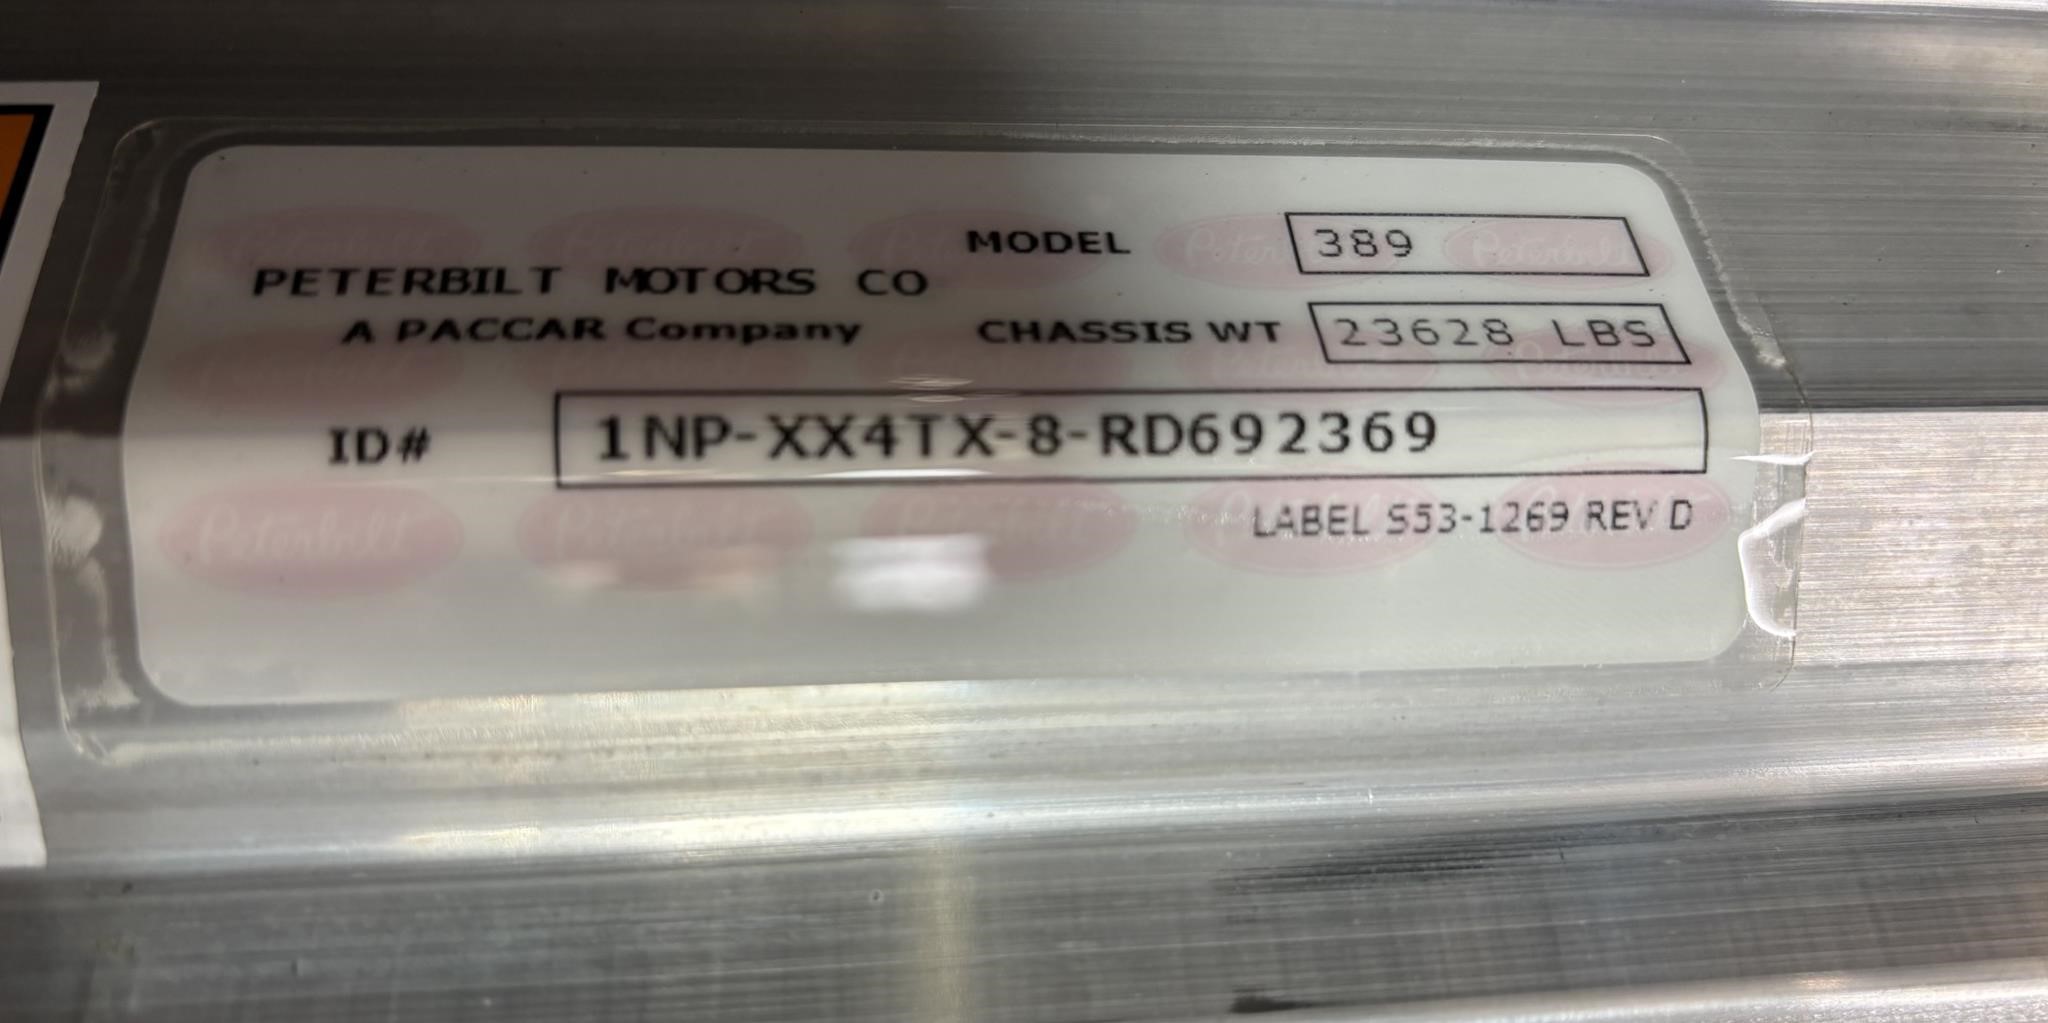 MODEL 389
PETERBILT MOTORS CO
A PACCAR Company
CHASSIS WT 23628 LBS
ID# 1NP-XX4TX-8-RD692369
LABEL S53-1269 REV D
Peterbilt